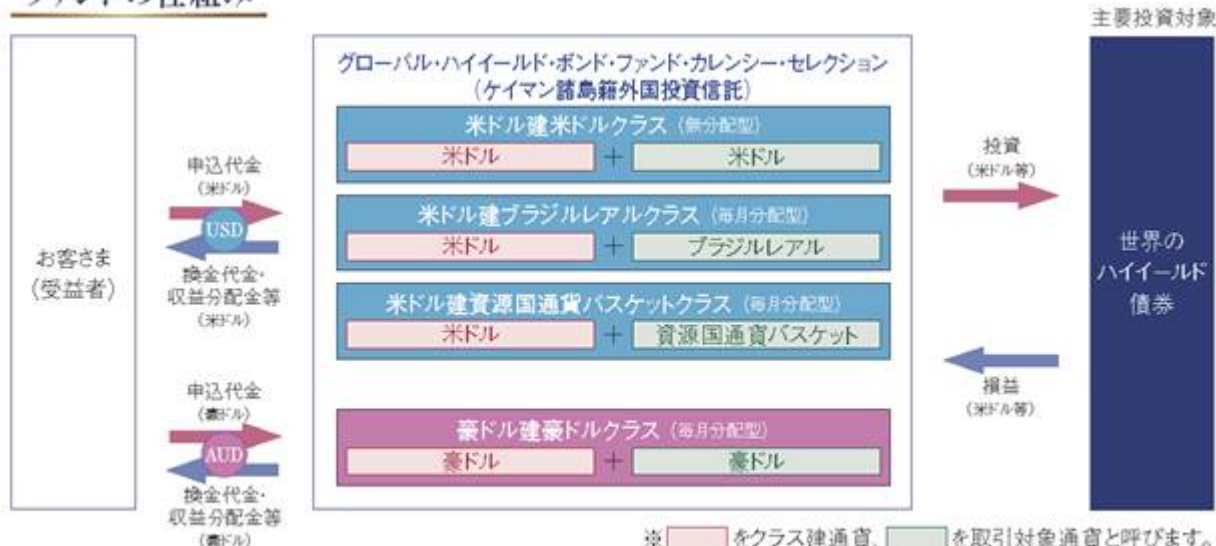 ファンドの仕組み
主要投資対象
お客さま
(受益者)
申込代金
(米ドル)
USD
換金代金・
収益分配金等
(米ドル)
申込代金
(豪ドル)
AUD
換金代金・
収益分配金等
(豪ドル)
グローバル・ハイイールド・ボンド・ファンド・カレンシー・セレクション
(ケイマン諸島籍外国投資信託)
米ドル建米ドルクラス (無分配型)
米ドル + 米ドル
米ドル建ブラジルレアルクラス (毎月分配型)
米ドル + ブラジルレアル
米ドル建資源国通貨バスケットクラス (毎月分配型)
米ドル + 資源国通貨バスケット
豪ドル建豪ドルクラス (毎月分配型)
豪ドル + 豪ドル
投資
(米ドル等)
損益
(米ドル等)
世界の
ハイイールド
債券
※ をクラス建通貨、 を取引対象通貨と呼びます。